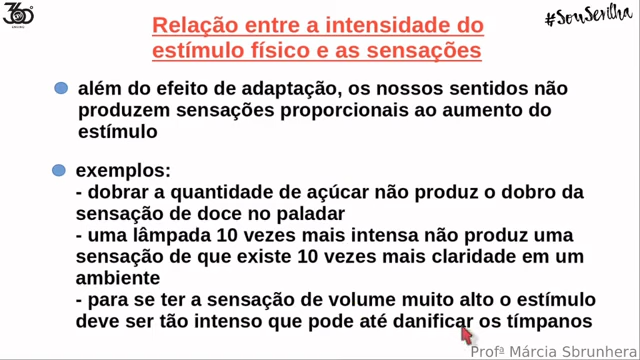 360°
#SouSerilha
Relação entre a intensidade do
estímulo físico e as sensações
além do efeito de adaptação, os nossos sentidos não
produzem sensações proporcionais ao aumento do
estímulo
exemplos:
- dobrar a quantidade de açúcar não produz o dobro da
sensação de doce no paladar
- uma lâmpada 10 vezes mais intensa não produz uma
sensação de que existe 10 vezes mais claridade em um
ambiente
- para se ter a sensação de volume muito alto o estímulo
deve ser tão intenso que pode até danificar os tímpanos
Profª Márcia Sbrunhera